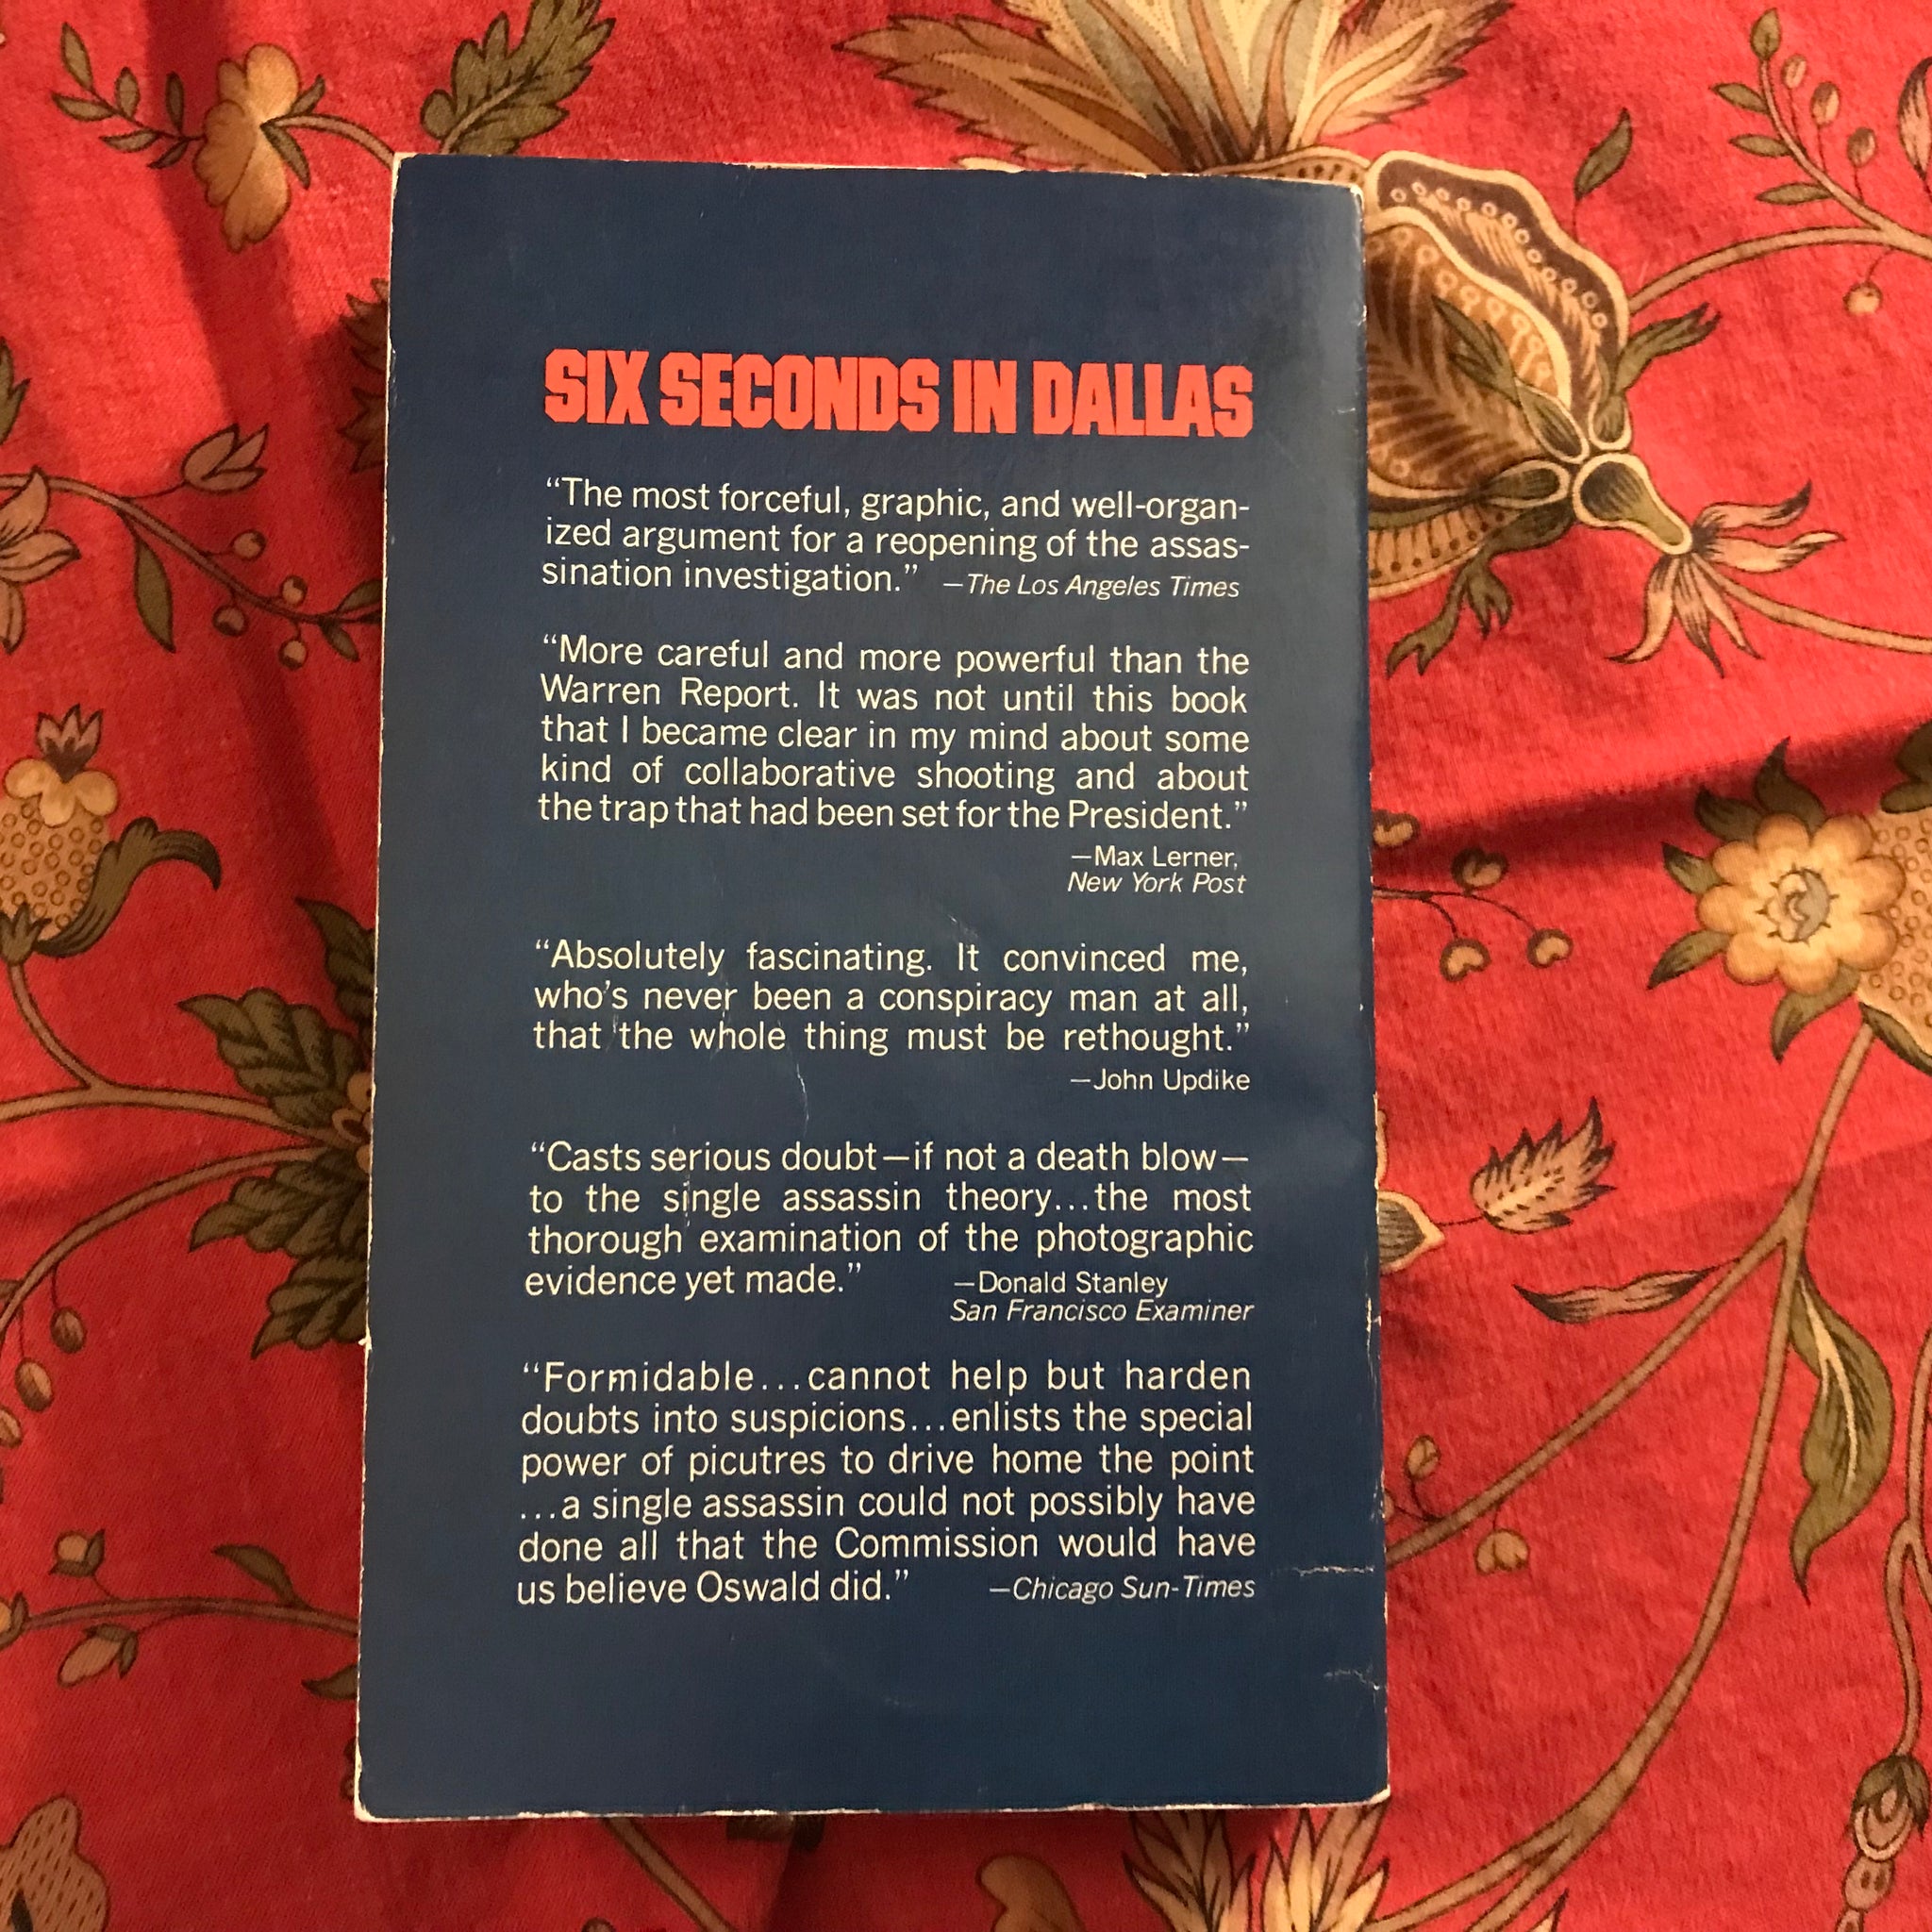 SIX SECONDS IN DALLAS
“The most forceful, graphic, and well-organ-
ized argument for a reopening of the assas-
sination investigation.” —The Los Angeles Times
“More careful and more powerful than the
Warren Report. It was not until this book
that I became clear in my mind about some
kind of collaborative shooting and about
the trap that had been set for the President.”
—Max Lerner,
New York Post
“Absolutely fascinating. It convinced me,
who’s never been a conspiracy man at all,
that the whole thing must be rethought.”
—John Updike
“Casts serious doubt—if not a death blow—
to the single assassin theory...the most
thorough examination of the photographic
evidence yet made.” —Donald Stanley
San Francisco Examiner
“Formidable...cannot help but harden
doubts into suspicions...enlists the special
power of picutres to drive home the point
...a single assassin could not possibly have
done all that the Commission would have
us believe Oswald did.” —Chicago Sun-Times